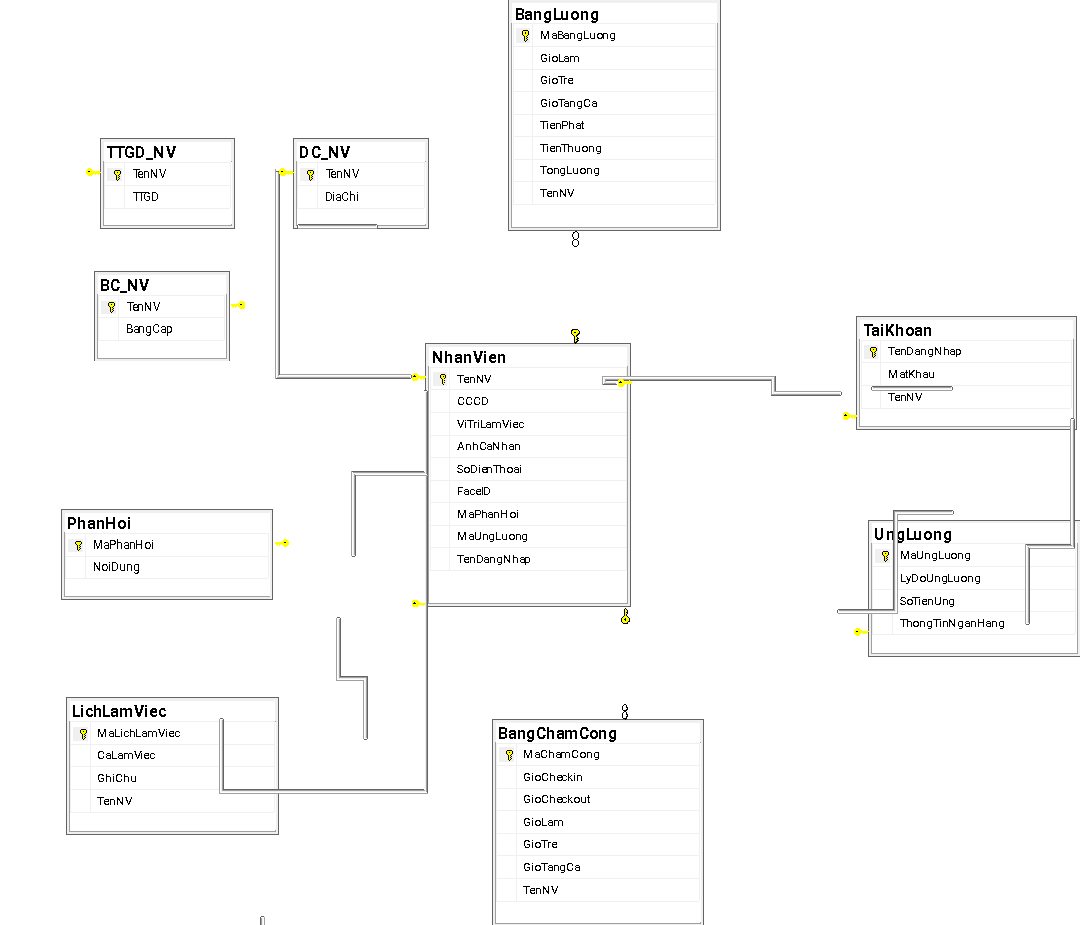 BangLuong
MaBangLuong
GioLam
GioTre
GioTangCa
TienPhat
TienThuong
TongLuong
TenNV
TTGD_NV
TenNV
TTGD
DC_NV
TenNV
DiaChi
BC_NV
TenNV
BangCap
NhanVien
TenNV
CCCD
ViTriLamViec
AnhCaNhan
SoDienThoai
FaceID
MaPhanHoi
MaUngLuong
TenDangNhap
TaiKhoan
TenDangNhap
MatKhau
TenNV
PhanHoi
MaPhanHoi
NoiDung
UngLuong
MaUngLuong
LyDoUngLuong
SoTienUng
ThongTinNganHang
LichLamViec
MaLichLamViec
CaLamViec
GhiChu
TenNV
BangChamCong
MaChamCong
GioCheckin
GioCheckout
GioLam
GioTre
GioTangCa
TenNV